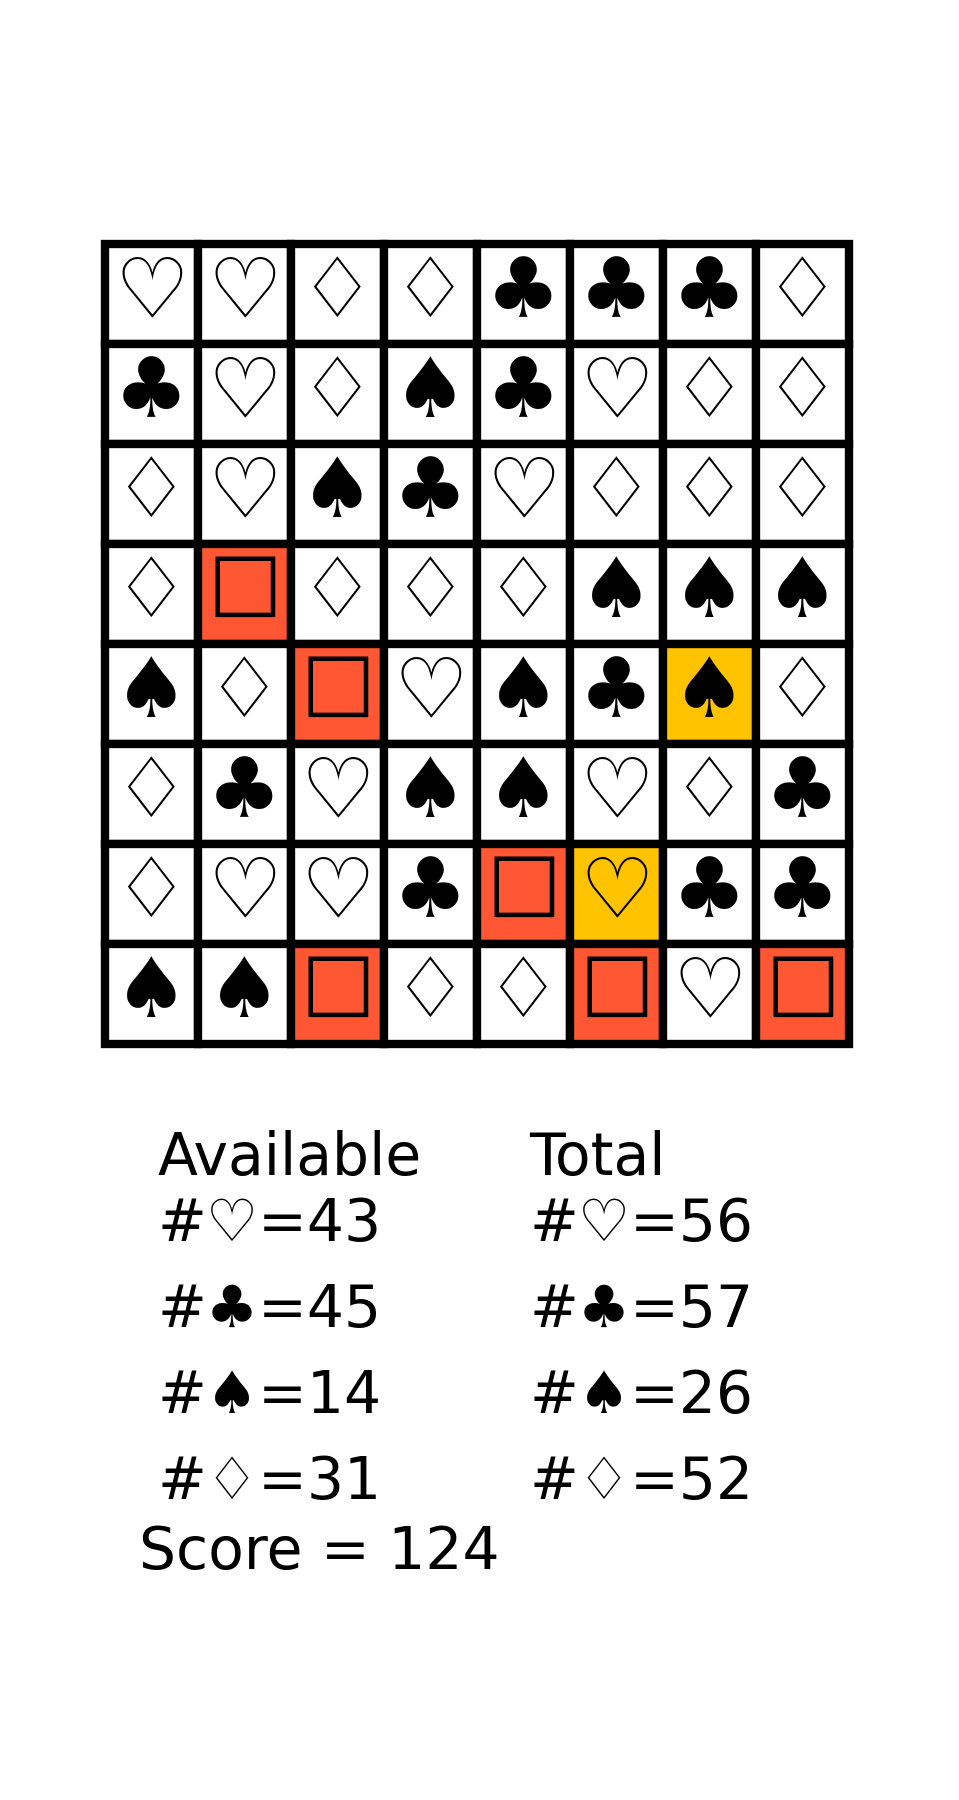 ♡ ♡ ♢ ♢ ♣ ♣ ♣ ♢
♣ ♡ ♢ ♠ ♣ ♡ ♢ ♢
♢ ♡ ♠ ♣ ♡ ♢ ♢ ♢
♢ □ ♢ ♢ ♢ ♠ ♠ ♠
♠ ♢ □ ♡ ♠ ♣ ♠ ♢
♢ ♣ ♡ ♠ ♠ ♡ ♢ ♣
♢ ♡ ♡ ♣ □ ♡ ♣ ♣
♠ ♠ □ ♢ ♢ □ ♡ □
Available Total
#♡=43 #♡=56
#♣=45 #♣=57
#♠=14 #♠=26
#♢=31 #♢=52
Score = 124